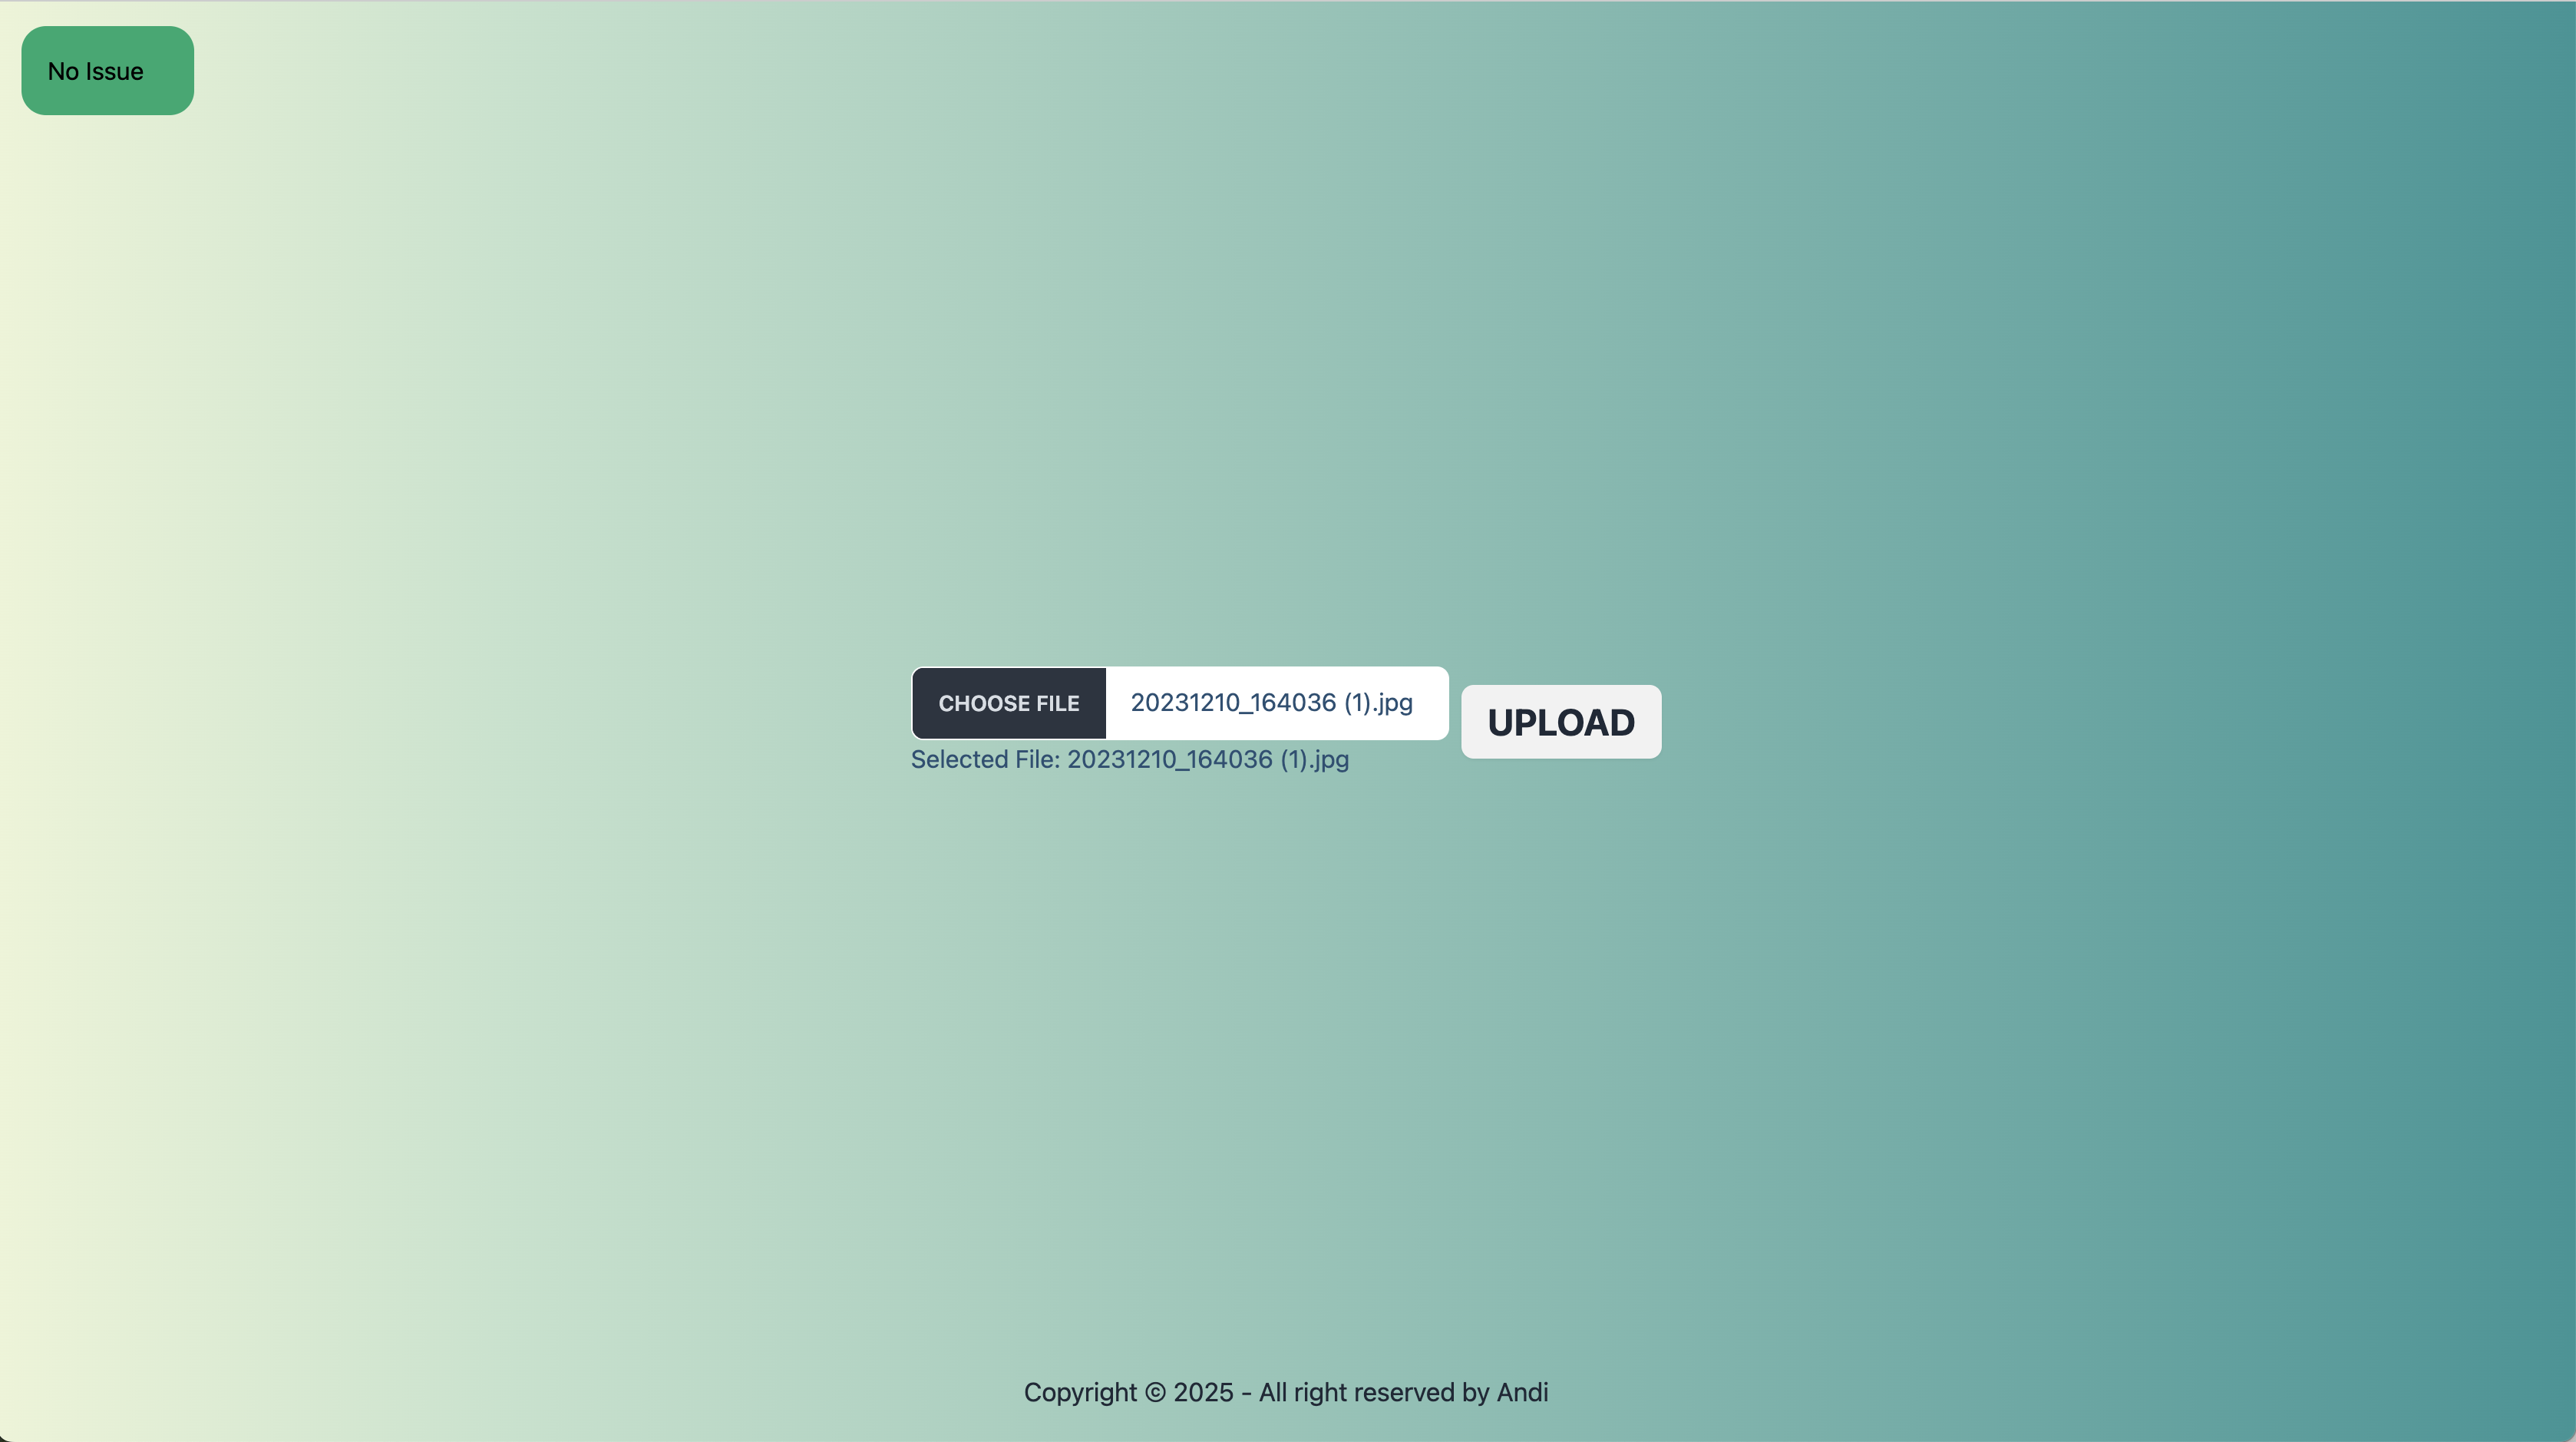 No Issue
CHOOSE FILE 20231210_164036 (1).jpg
UPLOAD
Selected File: 20231210_164036 (1).jpg
Copyright © 2025 - All right reserved by Andi